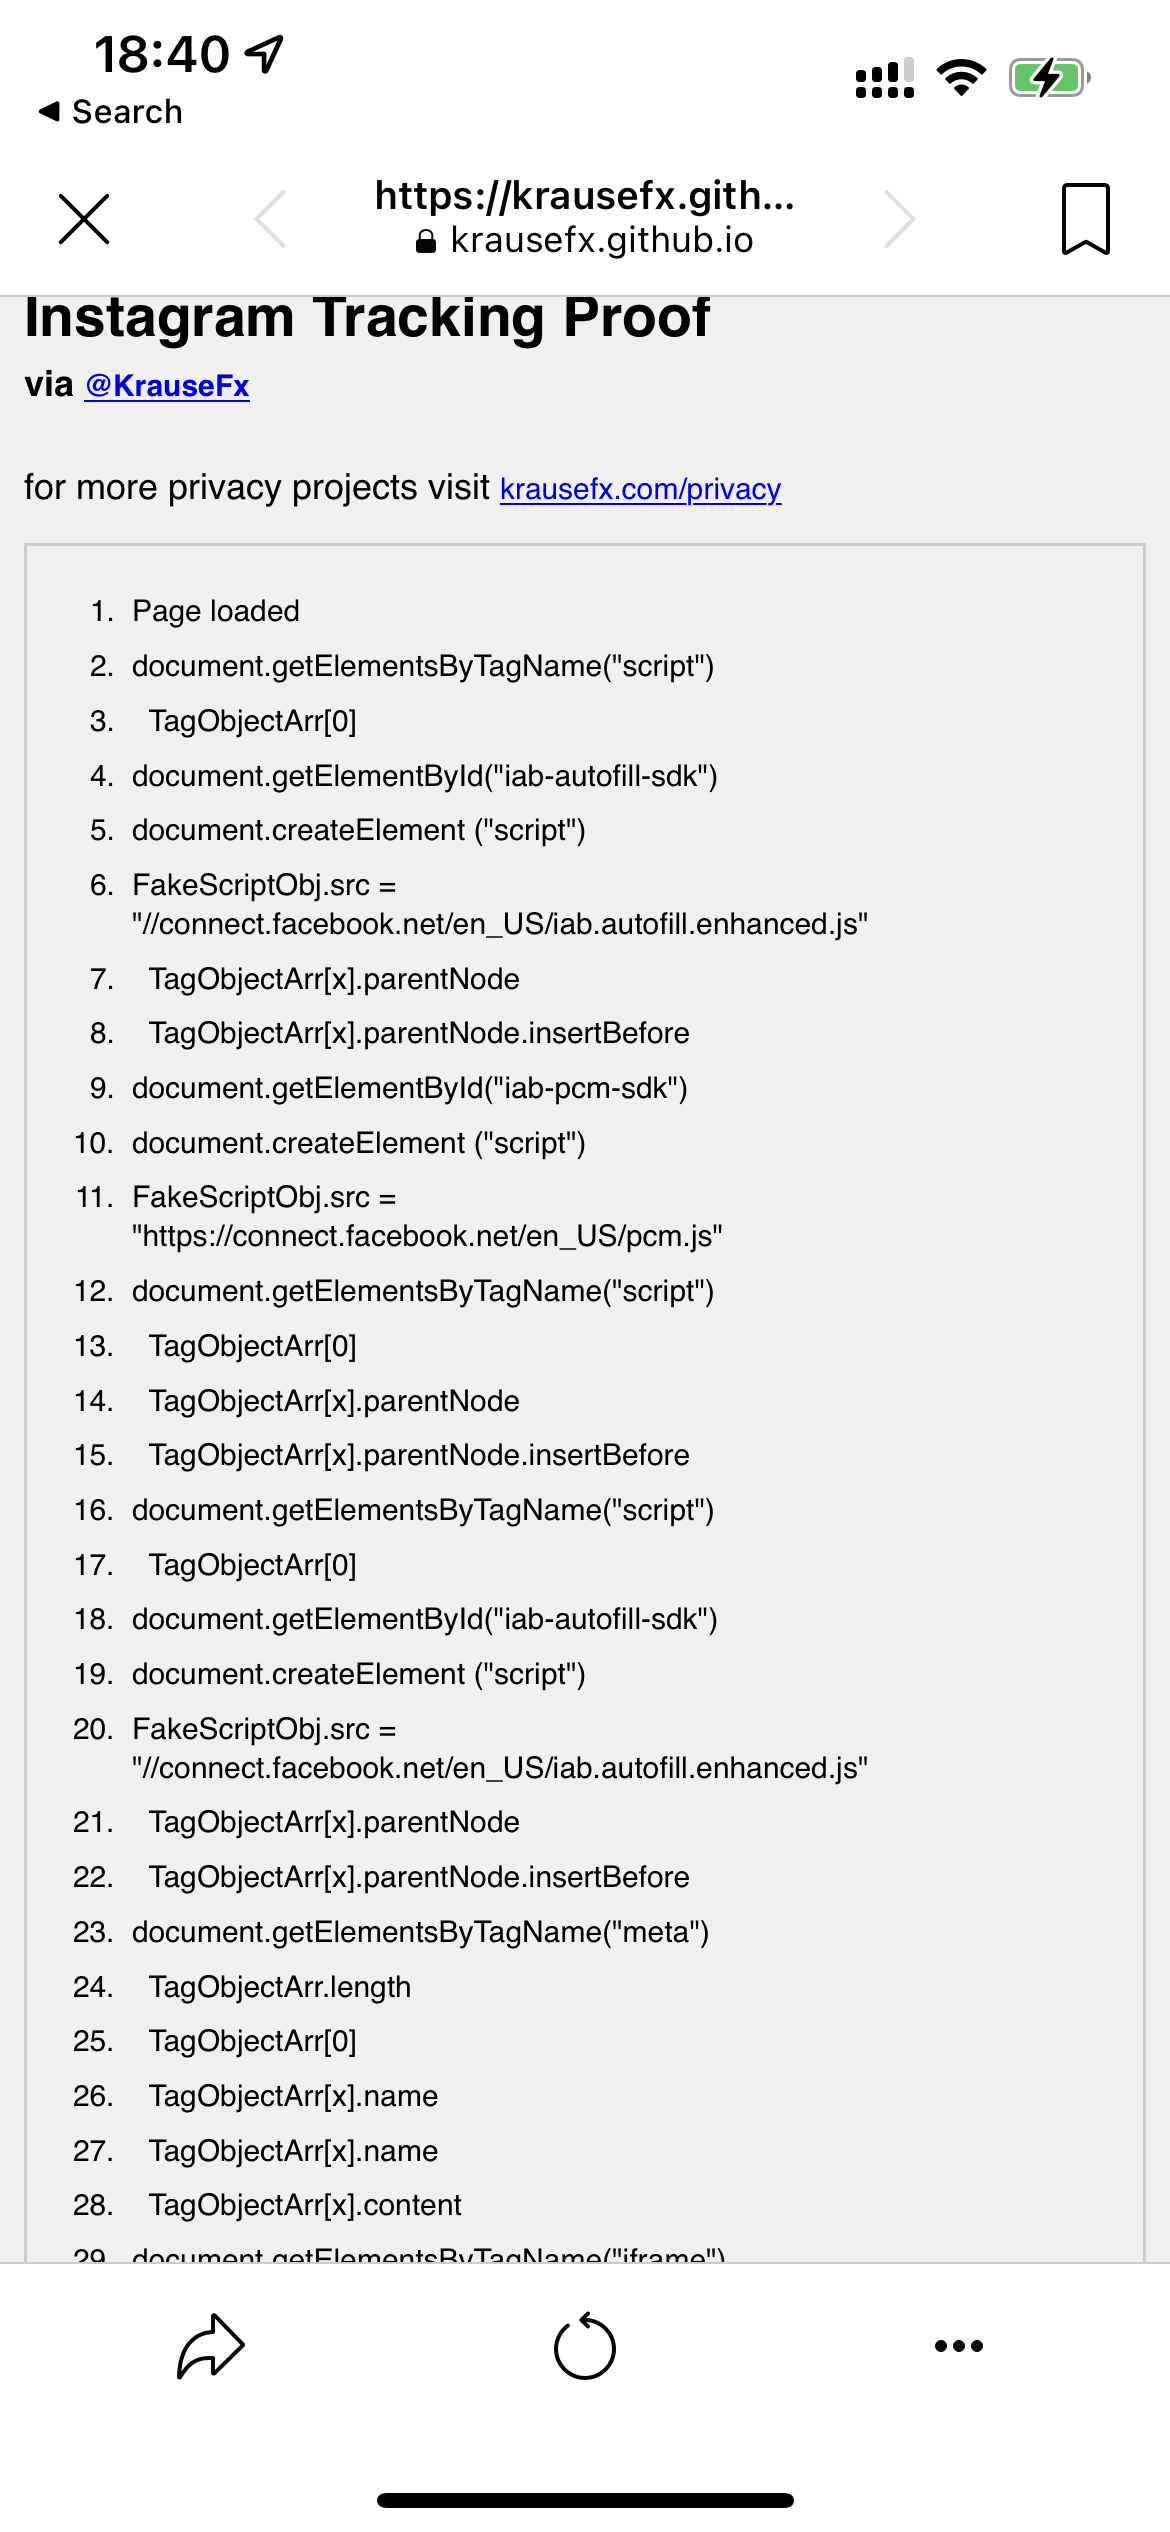 18:40
◀ Search
https://krausefx.gith...
krausefx.github.io
Instagram Tracking Proof
via @KrauseFx
for more privacy projects visit krausefx.com/privacy
1. Page loaded
2. document.getElementsByTagName("script")
3. TagObjectArr[0]
4. document.getElementById("iab-autofill-sdk")
5. document.createElement ("script")
6. FakeScriptObj.src =
"//connect.facebook.net/en_US/iab.autofill.enhanced.js"
7. TagObjectArr[x].parentNode
8. TagObjectArr[x].parentNode.insertBefore
9. document.getElementById("iab-pcm-sdk")
10. document.createElement ("script")
11. FakeScriptObj.src =
"https://connect.facebook.net/en_US/pcm.js"
12. document.getElementsByTagName("script")
13. TagObjectArr[0]
14. TagObjectArr[x].parentNode
15. TagObjectArr[x].parentNode.insertBefore
16. document.getElementsByTagName("script")
17. TagObjectArr[0]
18. document.getElementById("iab-autofill-sdk")
19. document.createElement ("script")
20. FakeScriptObj.src =
"//connect.facebook.net/en_US/iab.autofill.enhanced.js"
21. TagObjectArr[x].parentNode
22. TagObjectArr[x].parentNode.insertBefore
23. document.getElementsByTagName("meta")
24. TagObjectArr.length
25. TagObjectArr[0]
26. TagObjectArr[x].name
27. TagObjectArr[x].name
28. TagObjectArr[x].content
29. document.getElementsByTagName("iframe")